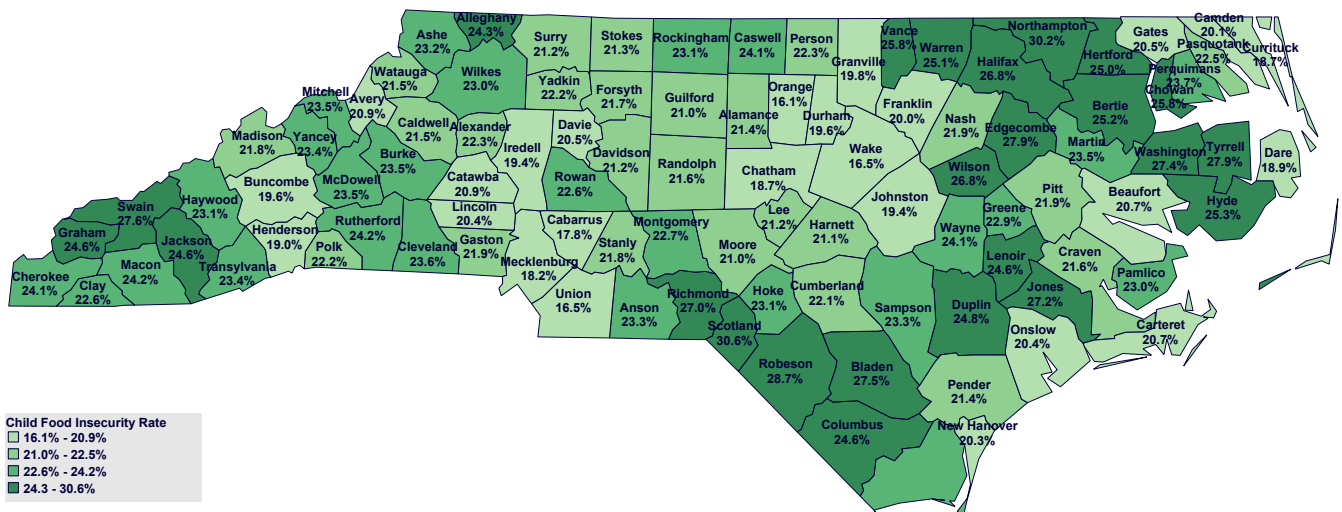 Alleghany
24.3%
Ashe
23.2%
Surry
21.2%
Stokes
21.3%
Rockingham
23.1%
Caswell
24.1%
Person
22.3%
Granville
19.8%
Vance
25.8%
Warren
25.1%
Northampton
30.2%
Halifax
26.8%
Hertford
25.0%
Gates
20.5%
Camden
20.1%
Pasquotank
22.5%
Currituck
18.7%
Perquimans
23.7%
Chowan
25.8%
Bertie
25.2%
Watauga
21.5%
Wilkes
23.0%
Yadkin
22.2%
Forsyth
21.7%
Guilford
21.0%
Alamance
21.4%
Orange
16.1%
Durham
19.6%
Franklin
20.0%
Nash
21.9%
Edgecombe
27.9%
Martin
23.5%
Washington
27.4%
Tyrrell
27.9%
Dare
18.9%
Mitchell
23.5%
Avery
20.9%
Caldwell
21.5%
Alexander
22.3%
Iredell
19.4%
Davie
20.5%
Davidson
21.2%
Randolph
21.6%
Chatham
18.7%
Wake
16.5%
Wilson
26.8%
Pitt
21.9%
Beaufort
20.7%
Hyde
25.3%
Madison
21.8%
Yancey
23.4%
Burke
23.5%
McDowell
23.5%
Catawba
20.9%
Rowan
22.6%
Johnston
19.4%
Greene
22.9%
Buncombe
19.6%
Haywood
23.1%
Swain
27.6%
Graham
24.6%
Jackson
24.6%
Henderson
19.0%
Rutherford
24.2%
Polk
22.2%
Cleveland
23.6%
Lincoln
20.4%
Gaston
21.9%
Mecklenburg
18.2%
Cabarrus
17.8%
Stanly
21.8%
Montgomery
22.7%
Moore
21.0%
Lee
21.2%
Harnett
21.1%
Wayne
24.1%
Lenoir
24.6%
Craven
21.6%
Pamlico
23.0%
Cherokee
24.1%
Clay
22.6%
Macon
24.2%
Transylvania
23.4%
Union
16.5%
Anson
23.3%
Richmond
27.0%
Scotland
30.6%
Hoke
23.1%
Cumberland
22.1%
Sampson
23.3%
Duplin
24.8%
Jones
27.2%
Onslow
20.4%
Carteret
20.7%
Robeson
28.7%
Bladen
27.5%
Pender
21.4%
Columbus
24.6%
New Hanover
20.3%
Child Food Insecurity Rate
16.1% - 20.9%
21.0% - 22.5%
22.6% - 24.2%
24.3 - 30.6%